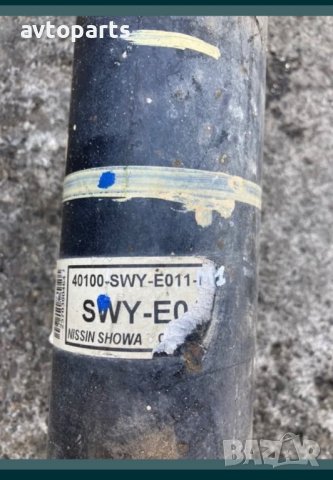 avtoparts
40100-SWY-E011-
SWY-E0
NISSIN SHOWA
BAZAR